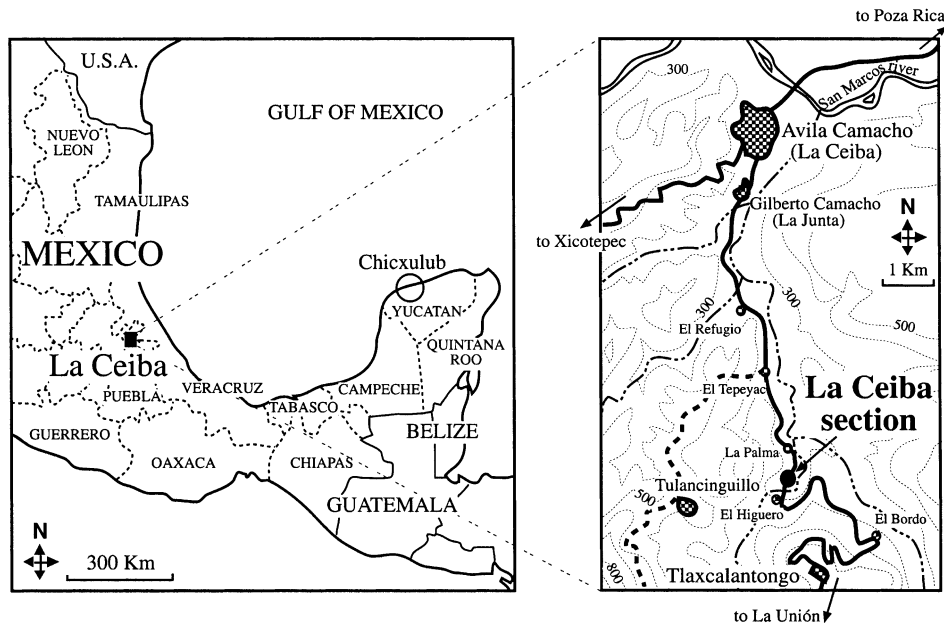 to Poza Rica
U.S.A.
GULF OF MEXICO
NUEVO
LEON
TAMAULIPAS
MEXICO
Chicxulub
YUCATAN
QUINTANA
ROO
La Ceiba
PUEBLA
VERACRUZ
CAMPECHE
TABASCO
GUERRERO
BELIZE
OAXACA
CHIAPAS
GUATEMALA
N
300 Km
300
San Marcos river
Avila Camacho
(La Ceiba)
Gilberto Camacho
(La Junta)
to Xicotepec
N
1 Km
300
300
500
El Refugio
El Tepeyac
La Ceiba
section
La Palma
Tulancinguillo
500
El Higuero
El Bordo
800
Tlaxcalantongo
to La Unión